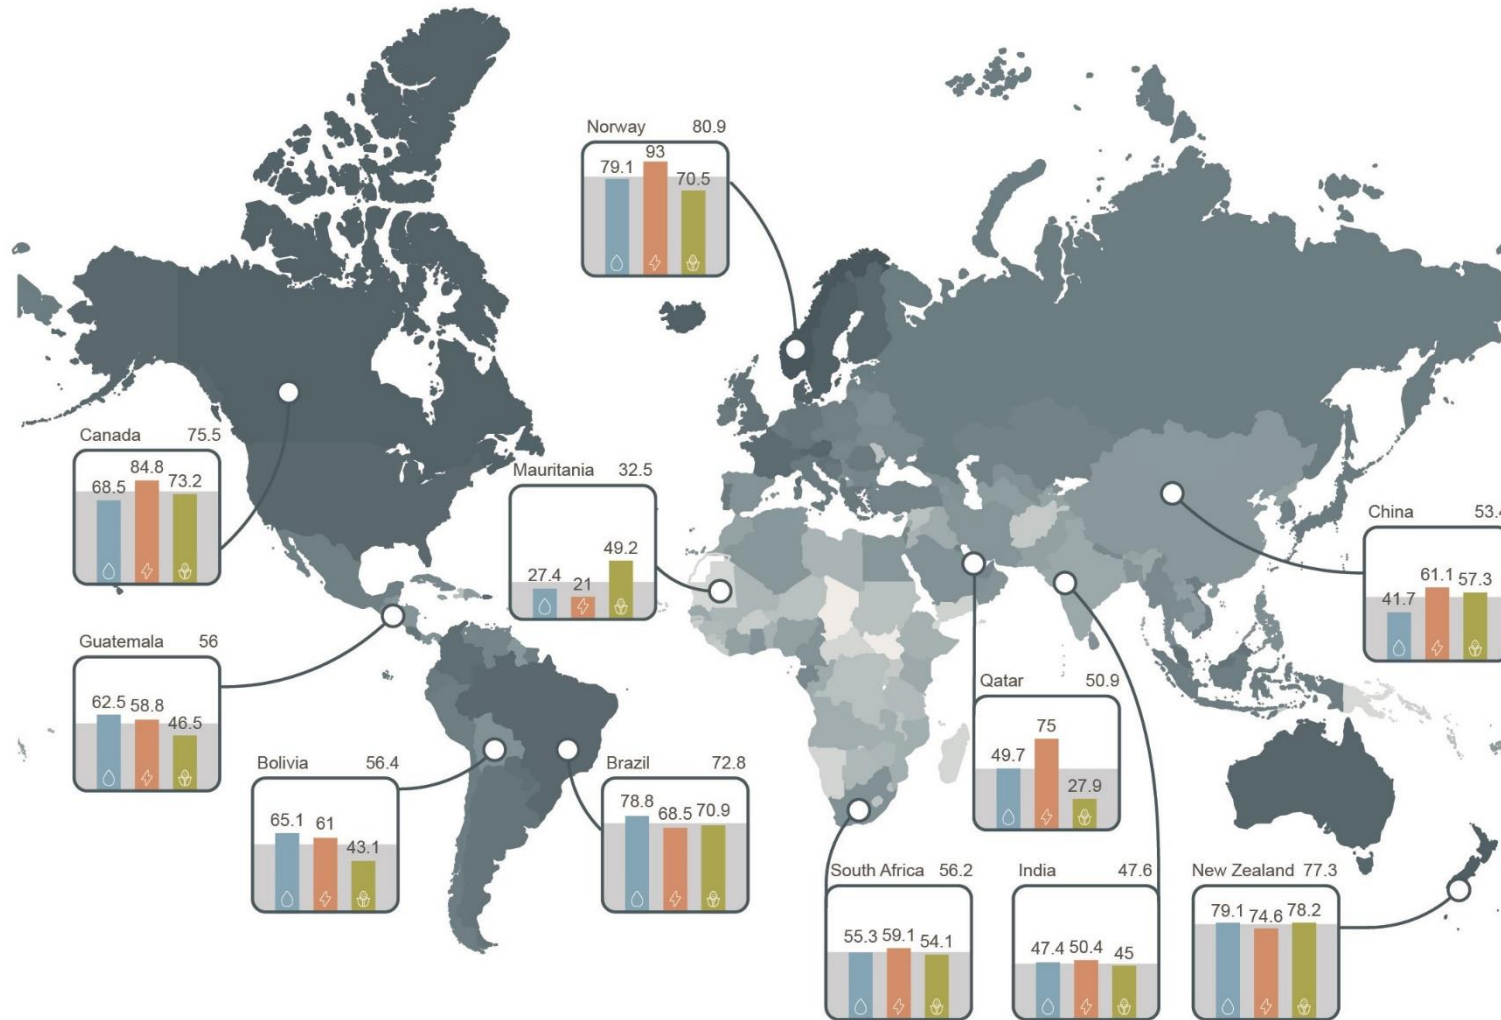 Norway 80.9
79.1 93 70.5
Canada 75.5
68.5 84.8 73.2
Mauritania 32.5
27.4 21 49.2
China 53.4
41.7 61.1 57.3
Guatemala 56
62.5 58.8 46.5
Qatar 50.9
49.7 75 27.9
Bolivia 56.4
65.1 61 43.1
Brazil 72.8
78.8 68.5 70.9
South Africa 56.2
55.3 59.1 54.1
India 47.6
47.4 50.4 45
New Zealand 77.3
79.1 74.6 78.2